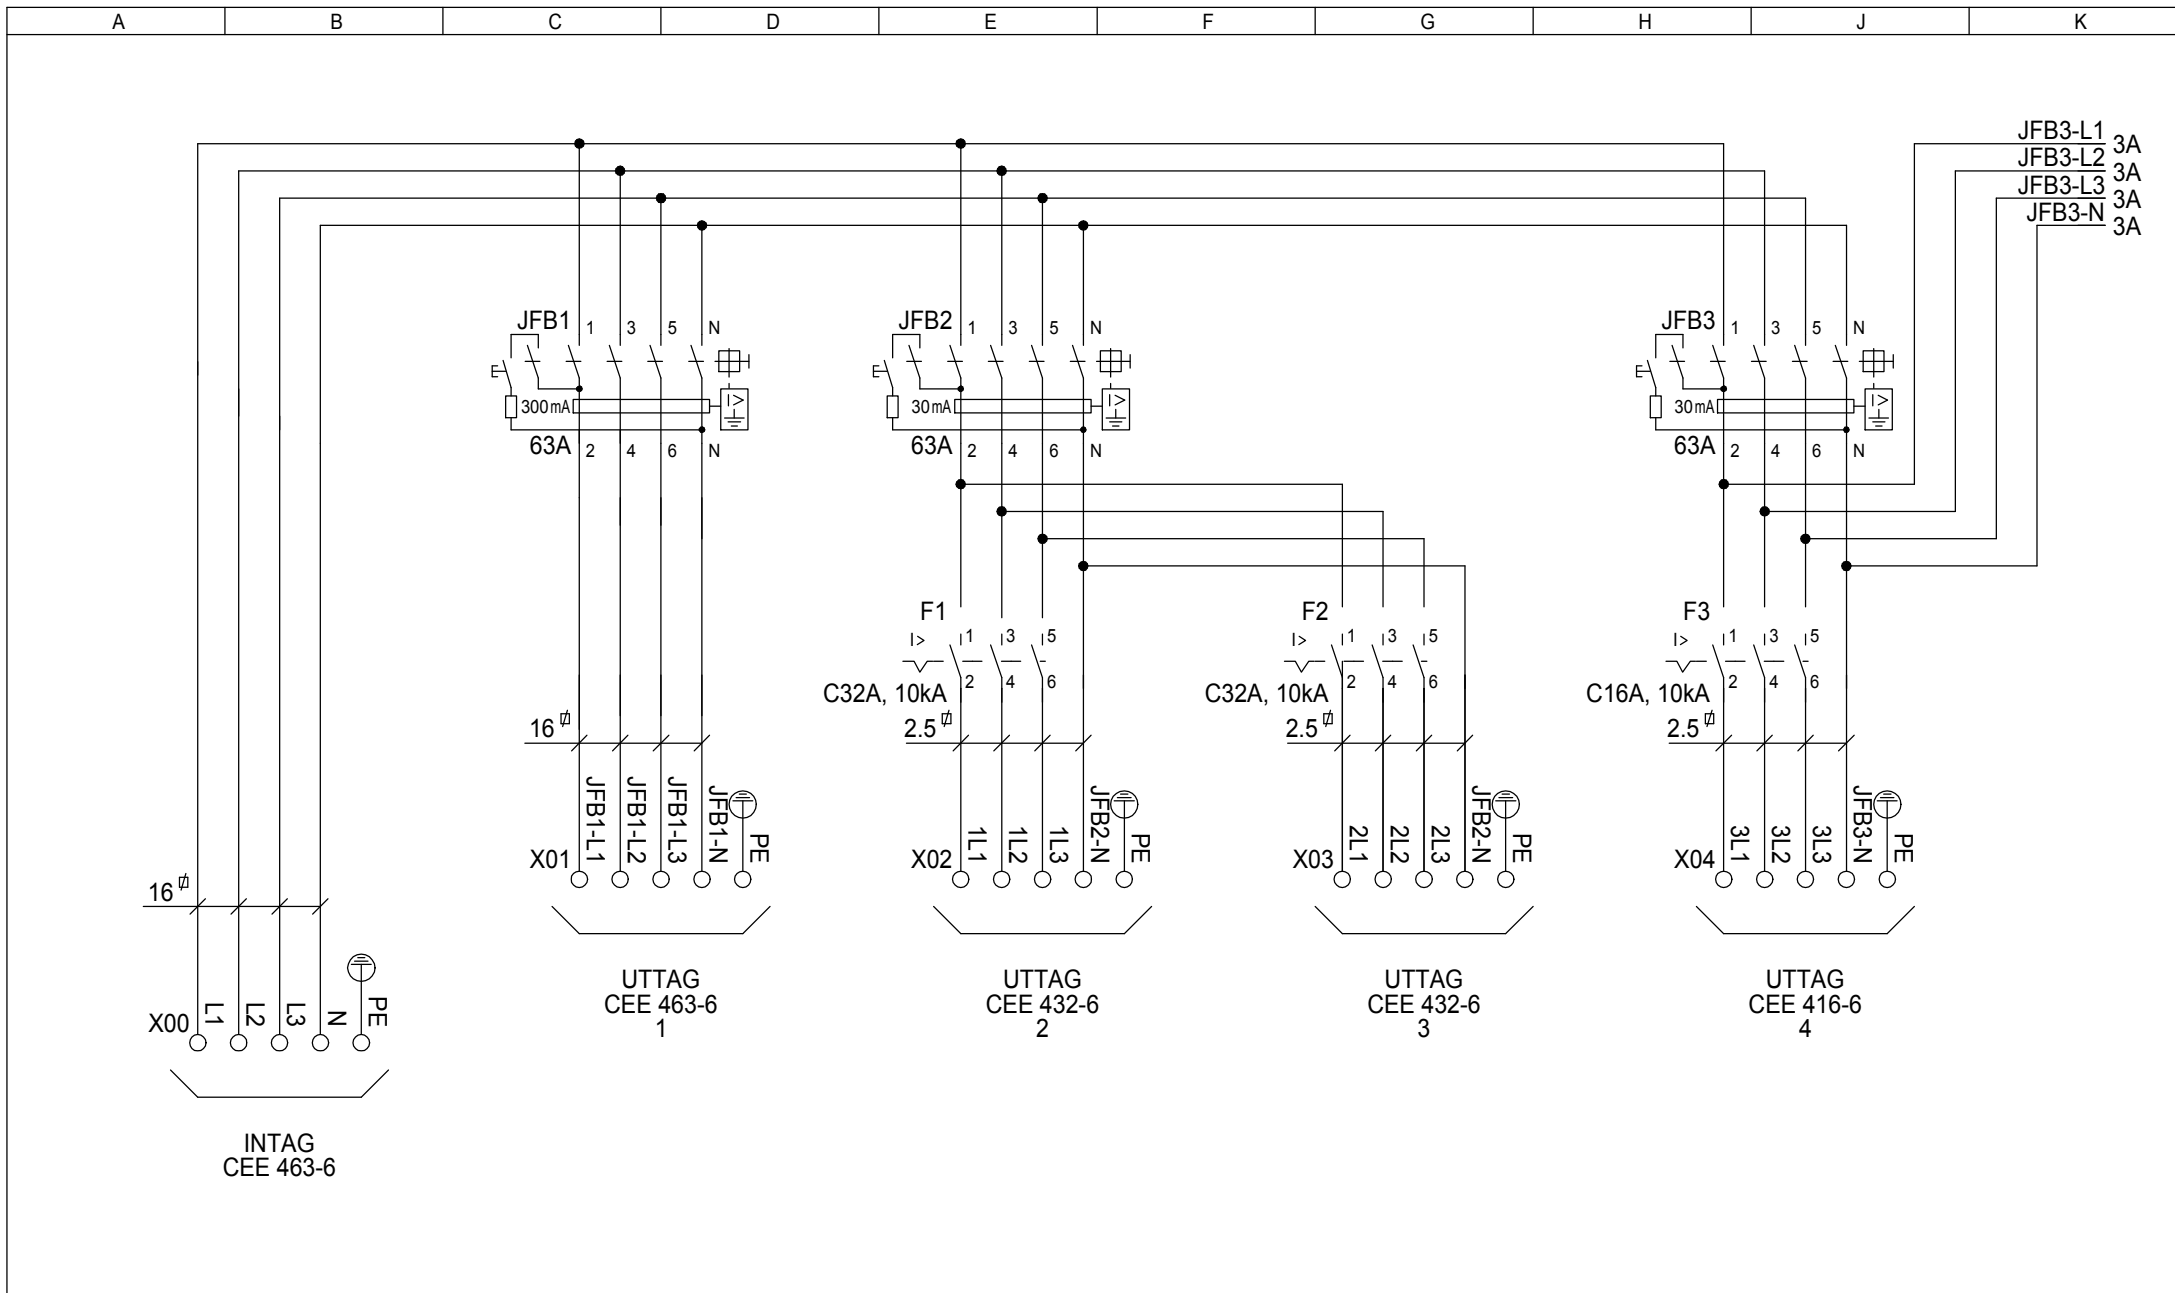 A B C D E F G H J K
JFB3-L1 3A
JFB3-L2 3A
JFB3-L3 3A
JFB3-N 3A
JFB1 1 3 5 N
300mA
I>
63A 2 4 6 N
JFB2 1 3 5 N
30mA
I>
63A 2 4 6 N
JFB3 1 3 5 N
30mA
I>
63A 2 4 6 N
F1
I> 1 3 5
2 4 6
C32A, 10kA
2.5
F2
I> 1 3 5
2 4 6
C32A, 10kA
2.5
F3
I> 1 3 5
2 4 6
C16A, 10kA
2.5
16
X01 JFB1-L1 JFB1-L2 JFB1-L3 JFB1-N PE
X02 1L1 1L2 1L3 JFB2-N PE
X03 2L1 2L2 2L3 JFB2-N PE
X04 3L1 3L2 3L3 JFB3-N PE
16
X00 L1 L2 L3 N PE
UTTAG
CEE 463-6
1
UTTAG
CEE 432-6
2
UTTAG
CEE 432-6
3
UTTAG
CEE 416-6
4
INTAG
CEE 463-6